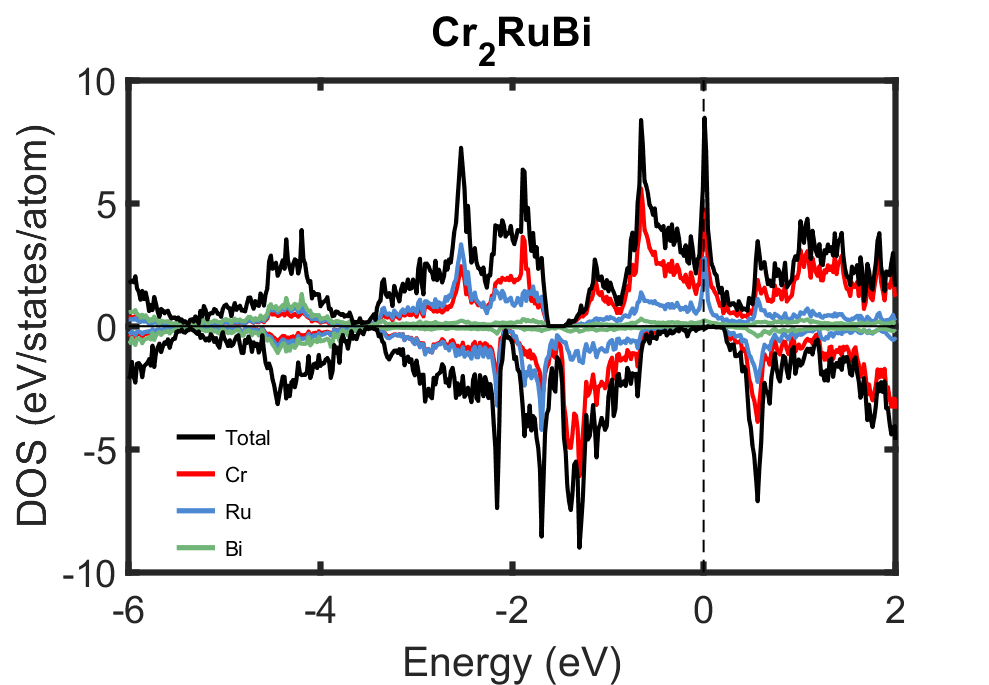 Cr2RuBi
10
5
0
-5
-10
DOS (eV/states/atom)
Total
Cr
Ru
Bi
-6 -4 -2 0 2
Energy (eV)